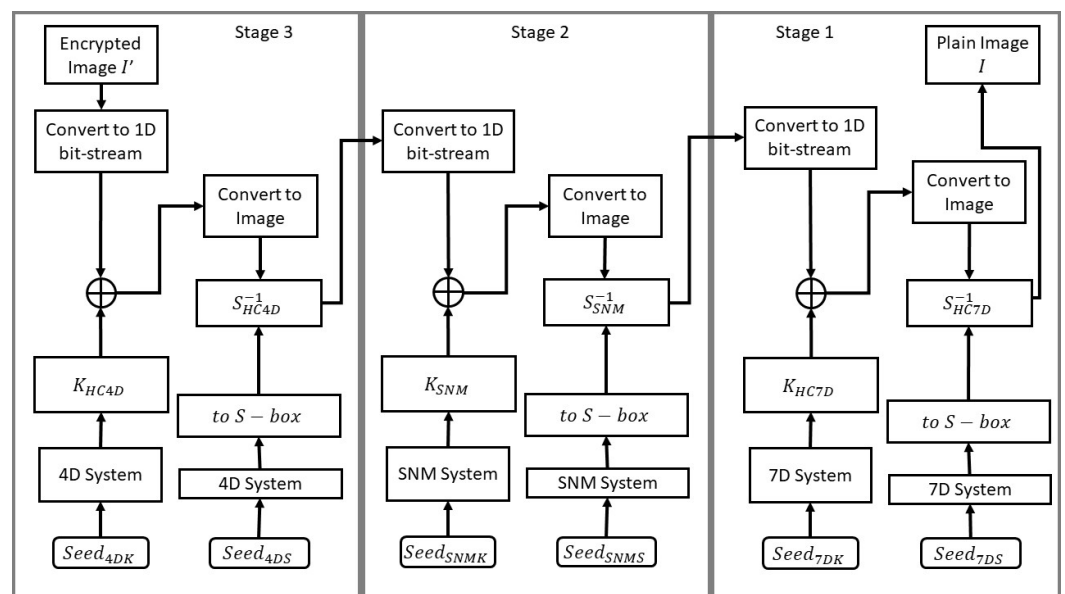 Stage 3
Encrypted
Image I'
Convert to 1D
bit-stream
Convert to
Image
S_{HC4D}^{-1}
K_{HC4D}
to S − box
4D System
4D System
Seed_{4DK}
Seed_{4DS}
Stage 2
Convert to 1D
bit-stream
Convert to
Image
S_{SNM}^{-1}
K_{SNM}
to S − box
SNM System
SNM System
Seed_{SNMK}
Seed_{SNMS}
Stage 1
Plain Image
I
Convert to 1D
bit-stream
Convert to
Image
S_{HC7D}^{-1}
K_{HC7D}
to S − box
7D System
7D System
Seed_{7DK}
Seed_{7DS}